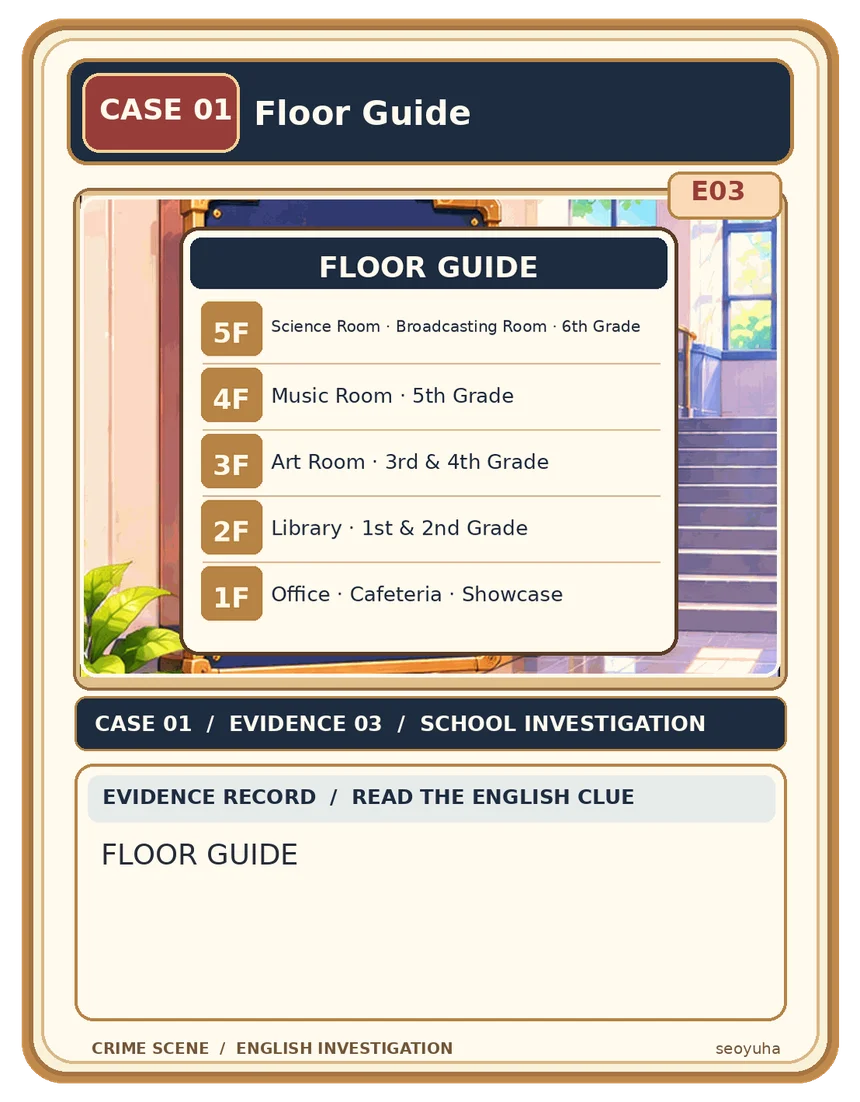 CASE 01 Floor Guide
E03
FLOOR GUIDE
5F Science Room · Broadcasting Room · 6th Grade
4F Music Room · 5th Grade
3F Art Room · 3rd & 4th Grade
2F Library · 1st & 2nd Grade
1F Office · Cafeteria · Showcase
CASE 01 / EVIDENCE 03 / SCHOOL INVESTIGATION
EVIDENCE RECORD / READ THE ENGLISH CLUE
FLOOR GUIDE
CRIME SCENE / ENGLISH INVESTIGATION seoyuha